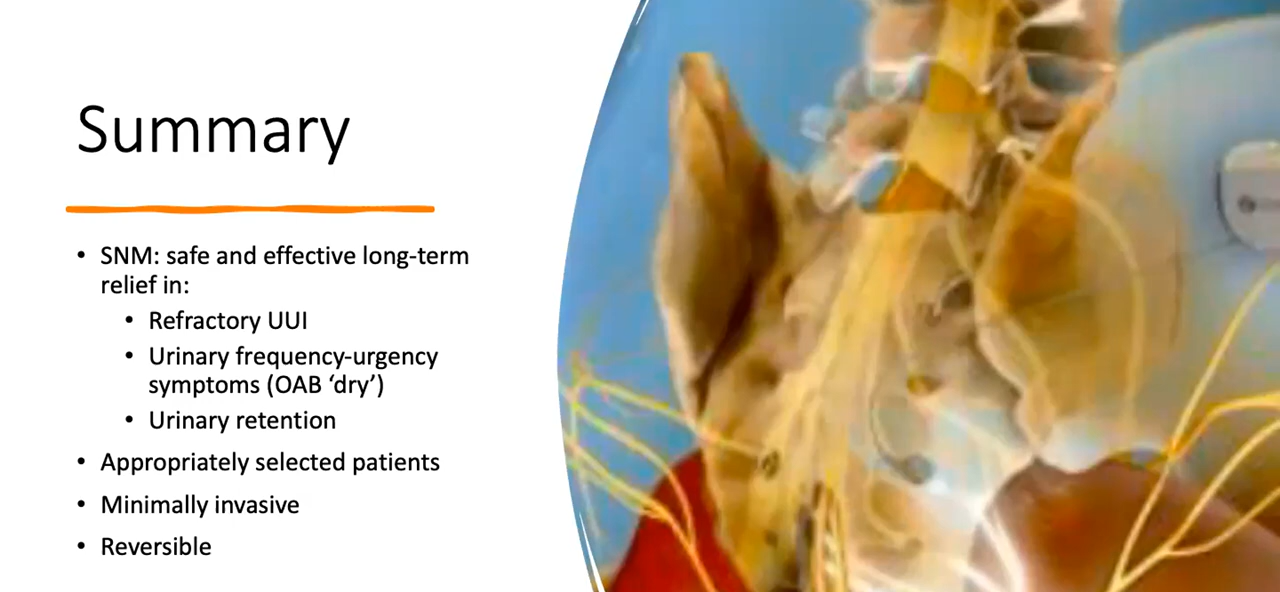 Summary
• SNM: safe and effective long-term
relief in:
• Refractory UUI
• Urinary frequency-urgency
symptoms (OAB ‘dry’)
• Urinary retention
• Appropriately selected patients
• Minimally invasive
• Reversible